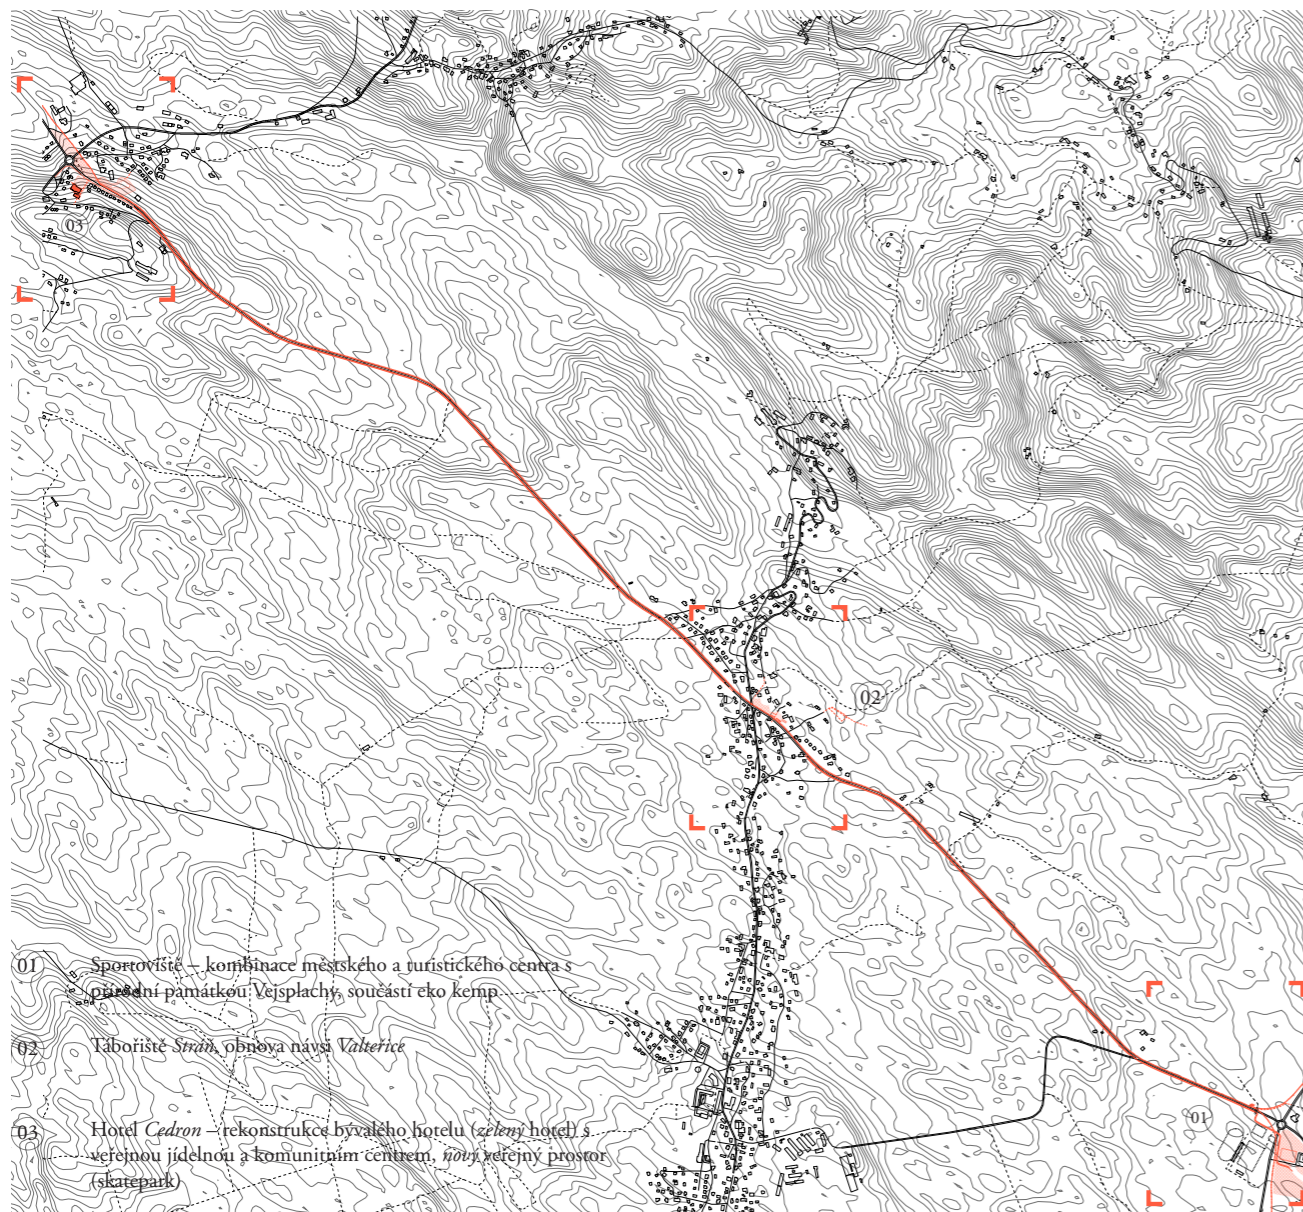 03
02
01
01 Sportoviště – kombinace městského a turistického centra s
přírodní památkou Vejsplachy, součástí eko kemp
02 Tábořiště Stráň, obnova návsi Valteřice
03 Hotel Cedron – rekonstrukce bývalého hotelu (zelený hotel) s
veřejnou jídelnou a komunitním centrem, nový veřejný prostor
(skatepark)